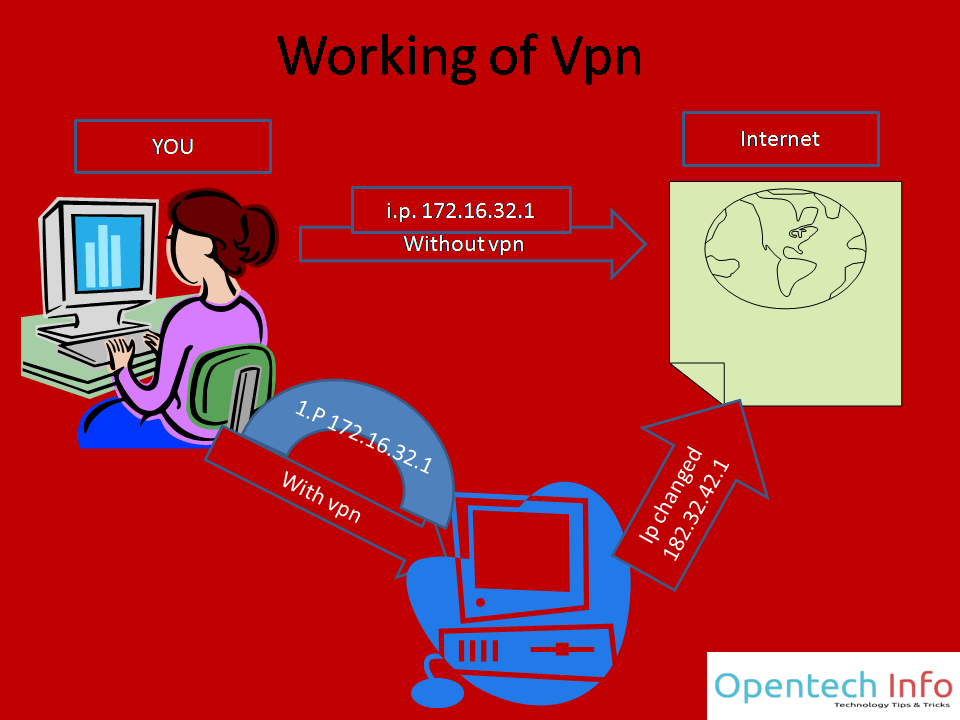 Working of Vpn
YOU
Internet
i.p. 172.16.32.1
Without vpn
1.P 172.16.32.1
With vpn
Ip changed
182.32.42.1
Opentech Info
Technology Tips & Tricks